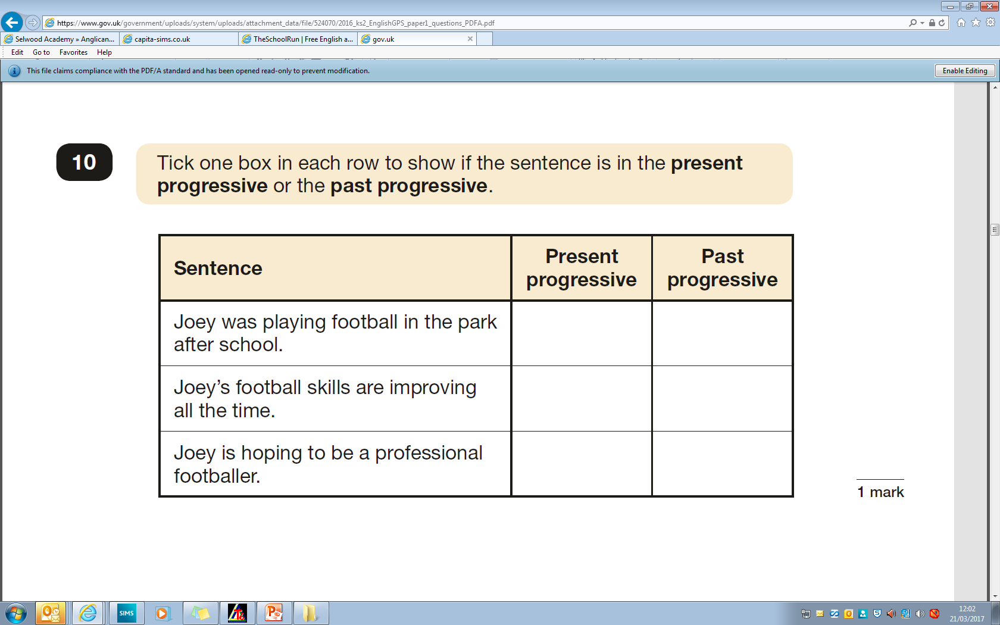 https://www.gov.uk/government/uploads/system/uploads/attachment_data/file/524070/2016_ks2_EnglishGPS_paper1_questions_PDFA.pdf
Selwood Academy » Anglican... capita-sims.co.uk TheSchoolRun | Free English a... gov.uk
Edit Go to Favorites Help
This file claims compliance with the PDF/A standard and has been opened read-only to prevent modification. Enable Editing
10
Tick one box in each row to show if the sentence is in the present
progressive or the past progressive.
Sentence
Present
progressive
Past
progressive
Joey was playing football in the park
after school.
Joey’s football skills are improving
all the time.
Joey is hoping to be a professional
footballer.
1 mark
SIMS
12:02
21/03/2017